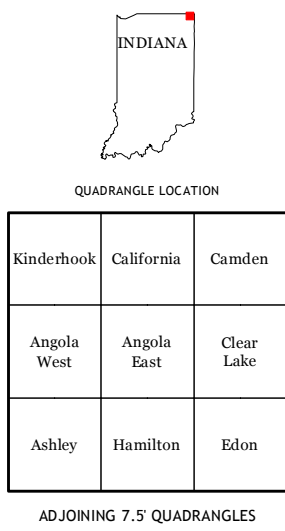 INDIANA
QUADRANGLE LOCATION
Kinderhook California Camden
Angola West Angola East Clear Lake
Ashley Hamilton Edon
ADJOINING 7.5' QUADRANGLES